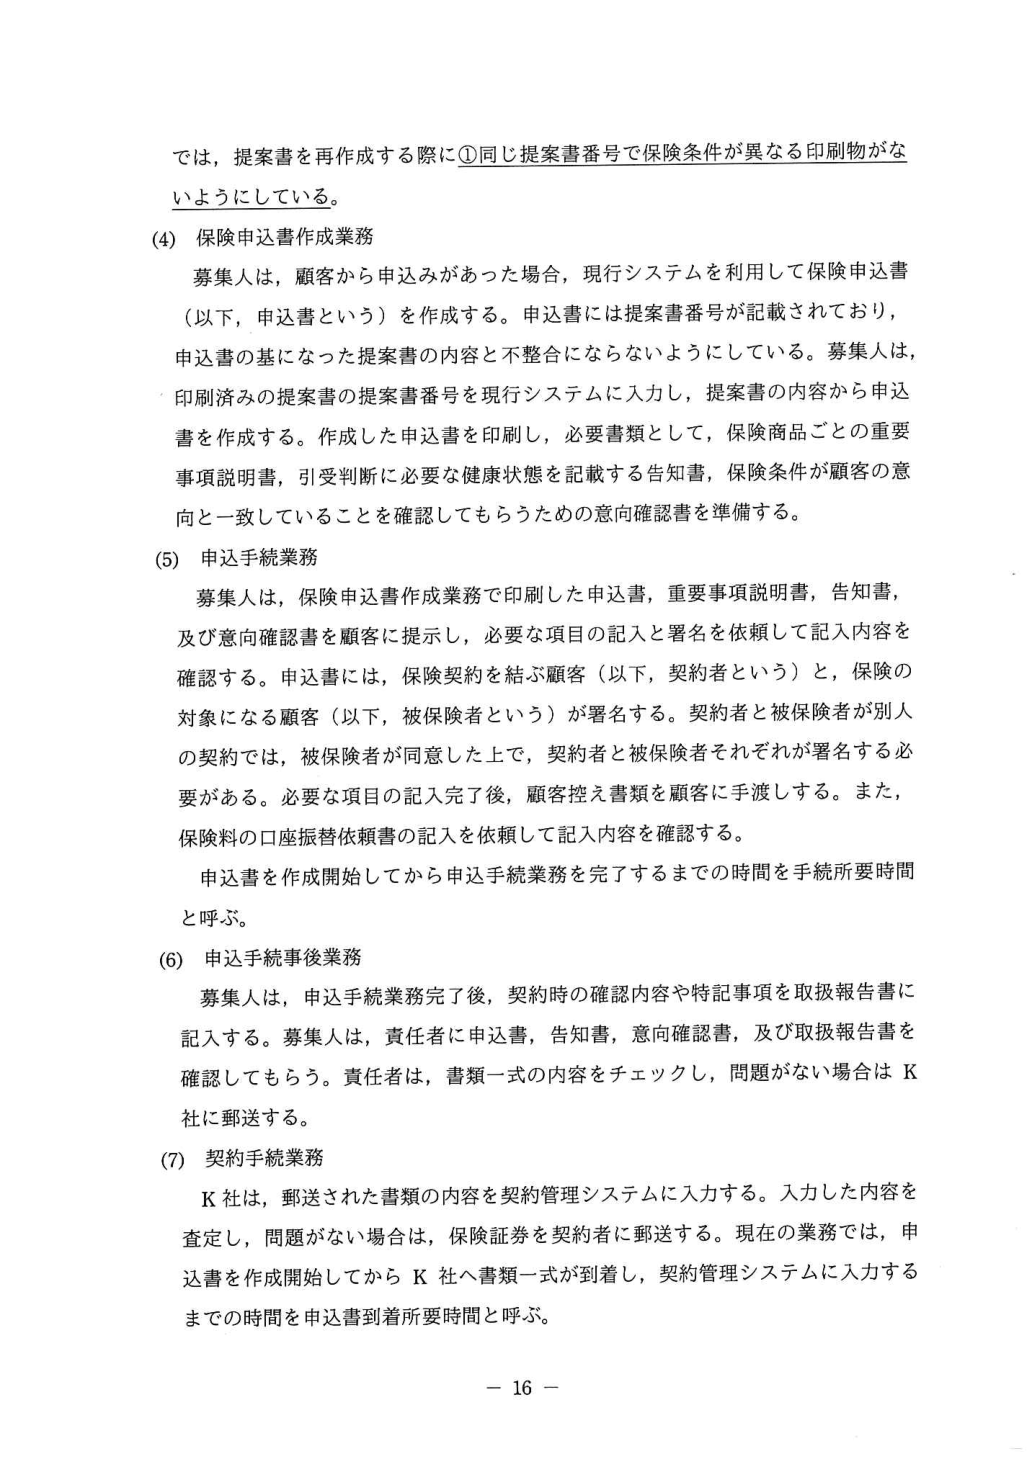 では，提案書を再作成する際に①同じ提案書番号で保険条件が異なる印刷物がな
いようにしている。
(4) 保険申込書作成業務
募集人は，顧客から申込みがあった場合，現行システムを利用して保険申込書
（以下，申込書という）を作成する。申込書には提案書番号が記載されており，
申込書の基になった提案書の内容と不整合にならないようにしている。募集人は，
印刷済みの提案書の提案書番号を現行システムに入力し，提案書の内容から申込
書を作成する。作成した申込書を印刷し，必要書類として，保険商品ごとの重要
事項説明書，引受判断に必要な健康状態を記載する告知書，保険条件が顧客の意
向と一致していることを確認してもらうための意向確認書を準備する。
(5) 申込手続業務
募集人は，保険申込書作成業務で印刷した申込書，重要事項説明書，告知書，
及び意向確認書を顧客に提示し，必要な項目の記入と署名を依頼して記入内容を
確認する。申込書には，保険契約を結ぶ顧客（以下，契約者という）と，保険の
対象になる顧客（以下，被保険者という）が署名する。契約者と被保険者が別人
の契約では，被保険者が同意した上で，契約者と被保険者それぞれが署名する必
要がある。必要な項目の記入完了後，顧客控え書類を顧客に手渡しする。また，
保険料の口座振替依頼書の記入を依頼して記入内容を確認する。
申込書を作成開始してから申込手続業務を完了するまでの時間を手続所要時間
と呼ぶ。
(6) 申込手続事後業務
募集人は，申込手続業務完了後，契約時の確認内容や特記事項を取扱報告書に
記入する。募集人は，責任者に申込書，告知書，意向確認書，及び取扱報告書を
確認してもらう。責任者は，書類一式の内容をチェックし，問題がない場合は K
社に郵送する。
(7) 契約手続業務
K 社は，郵送された書類の内容を契約管理システムに入力する。入力した内容を
査定し，問題がない場合は，保険証券を契約者に郵送する。現在の業務では，申
込書を作成開始してから K 社へ書類一式が到着し，契約管理システムに入力する
までの時間を申込書到着所要時間と呼ぶ。
－ 16 －